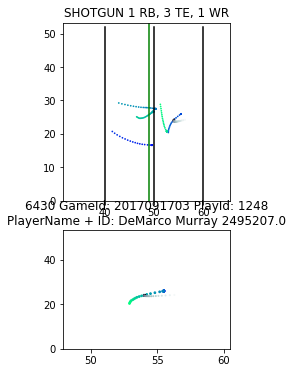 SHOTGUN 1 RB, 3 TE, 1 WR
50
40
30
20
10
0
40 50 60
6430 GameId: 2017091703 PlayId: 1248
PlayerName + ID: DeMarco Murray 2495207.0
40
20
0
50 55 60